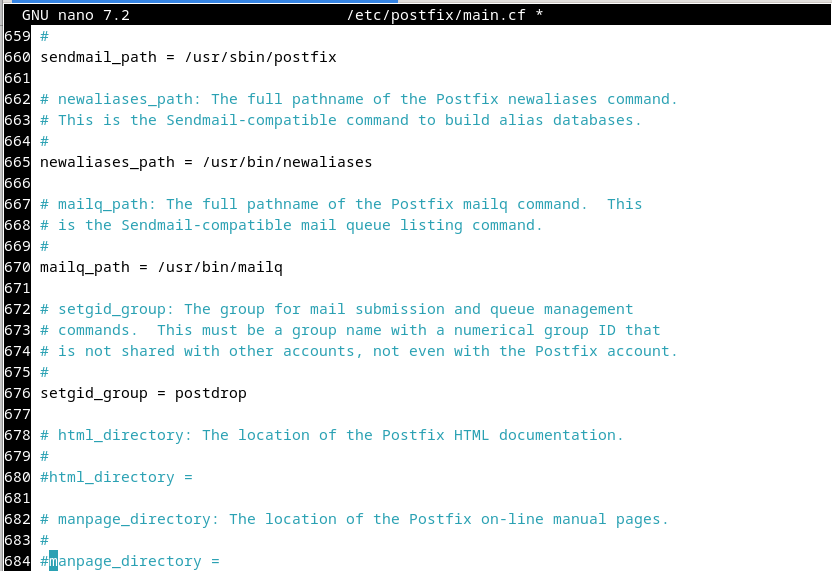 GNU nano 7.2 /etc/postfix/main.cf *
659 #
660 sendmail_path = /usr/sbin/postfix
661
662 # newaliases_path: The full pathname of the Postfix newaliases command.
663 # This is the Sendmail-compatible command to build alias databases.
664 #
665 newaliases_path = /usr/bin/newaliases
666
667 # mailq_path: The full pathname of the Postfix mailq command.  This
668 # is the Sendmail-compatible mail queue listing command.
669 #
670 mailq_path = /usr/bin/mailq
671
672 # setgid_group: The group for mail submission and queue management
673 # commands.  This must be a group name with a numerical group ID that
674 # is not shared with other accounts, not even with the Postfix account.
675 #
676 setgid_group = postdrop
677
678 # html_directory: The location of the Postfix HTML documentation.
679 #
680 #html_directory =
681
682 # manpage_directory: The location of the Postfix on-line manual pages.
683 #
684 #manpage_directory =